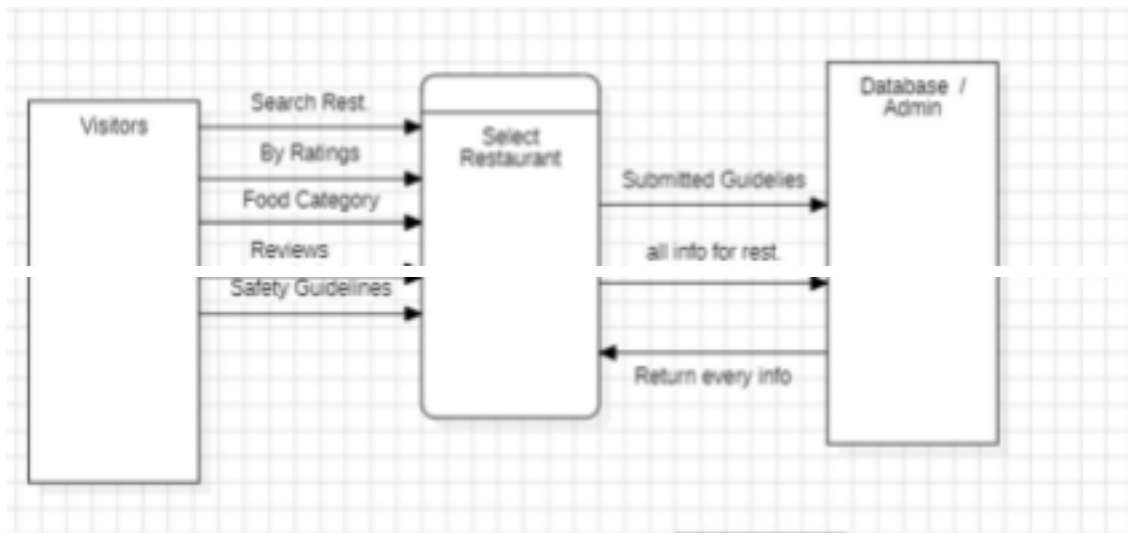 Visitors
Search Rest.
By Ratings
Food Category
Reviews
Safety Guidelines
Select
Restaurant
Submitted Guidelies
all info for rest.
Return every info
Database /
Admin